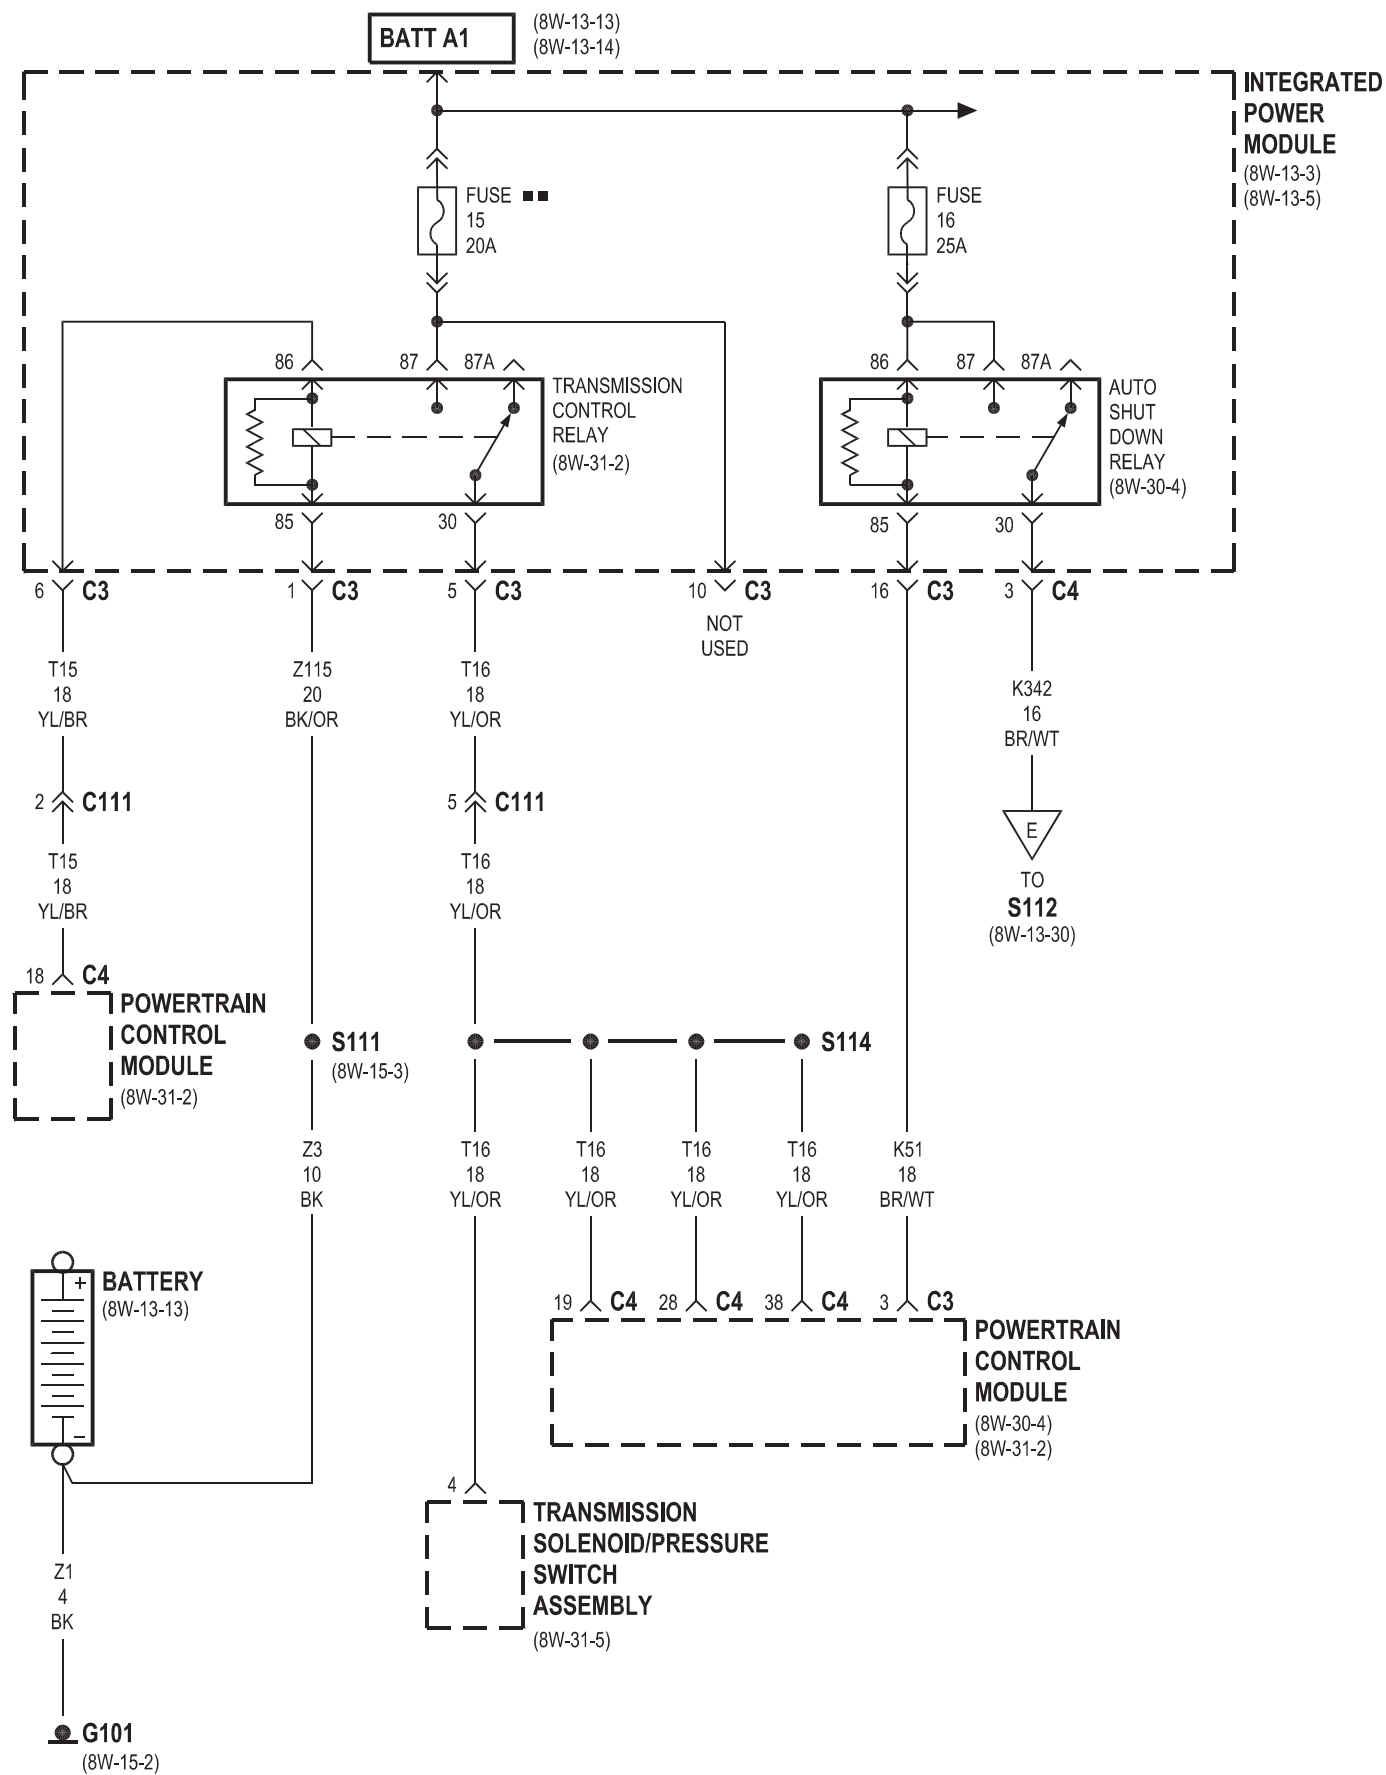 BATT A1
(8W-13-13)
(8W-13-14)
INTEGRATED
POWER
MODULE
(8W-13-3)
(8W-13-5)
FUSE
15
20A
FUSE
16
25A
86
87
87A
TRANSMISSION
CONTROL
RELAY
(8W-31-2)
85
30
86
87
87A
AUTO
SHUT
DOWN
RELAY
(8W-30-4)
85
30
6 C3
1 C3
5 C3
10 C3
NOT
USED
16 C3
3 C4
T15
18
YL/BR
Z115
20
BK/OR
T16
18
YL/OR
K342
16
BR/WT
2 C111
5 C111
E
TO
S112
(8W-13-30)
T15
18
YL/BR
T16
18
YL/OR
18 C4
POWERTRAIN
CONTROL
MODULE
(8W-31-2)
S111
(8W-15-3)
S114
Z3
10
BK
T16
18
YL/OR
T16
18
YL/OR
T16
18
YL/OR
T16
18
YL/OR
K51
18
BR/WT
+
BATTERY
(8W-13-13)
−
19 C4
28 C4
38 C4
3 C3
POWERTRAIN
CONTROL
MODULE
(8W-30-4)
(8W-31-2)
4
TRANSMISSION
SOLENOID/PRESSURE
SWITCH
ASSEMBLY
(8W-31-5)
Z1
4
BK
G101
(8W-15-2)